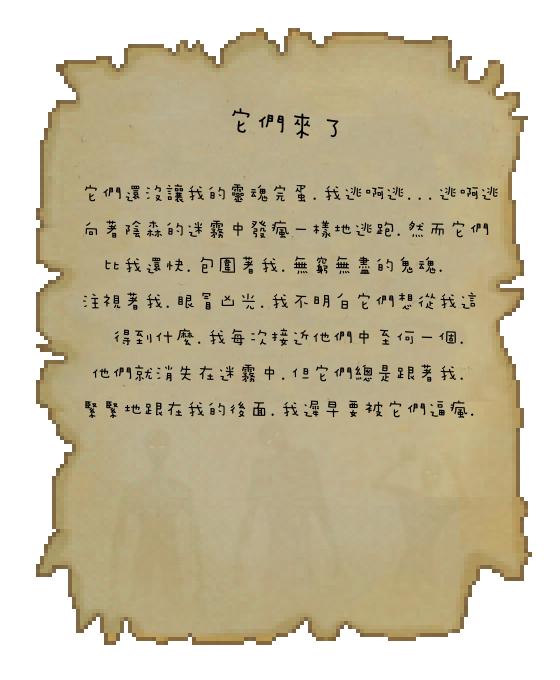 它們來了
它們還沒讓我的靈魂完蛋.我逃啊逃...逃啊逃
向著陰森的迷霧中發瘋一樣地逃跑.然而它們
比我還快.包圍著我.無窮無盡的鬼魂.
注視著我.眼冒凶光.我不明白它們想從我這
得到什麼.我每次接近他們中至何一個.
他們就消失在迷霧中.但它們總是跟著我.
緊緊地跟在我的後面.我遲早要被它們逼瘋.